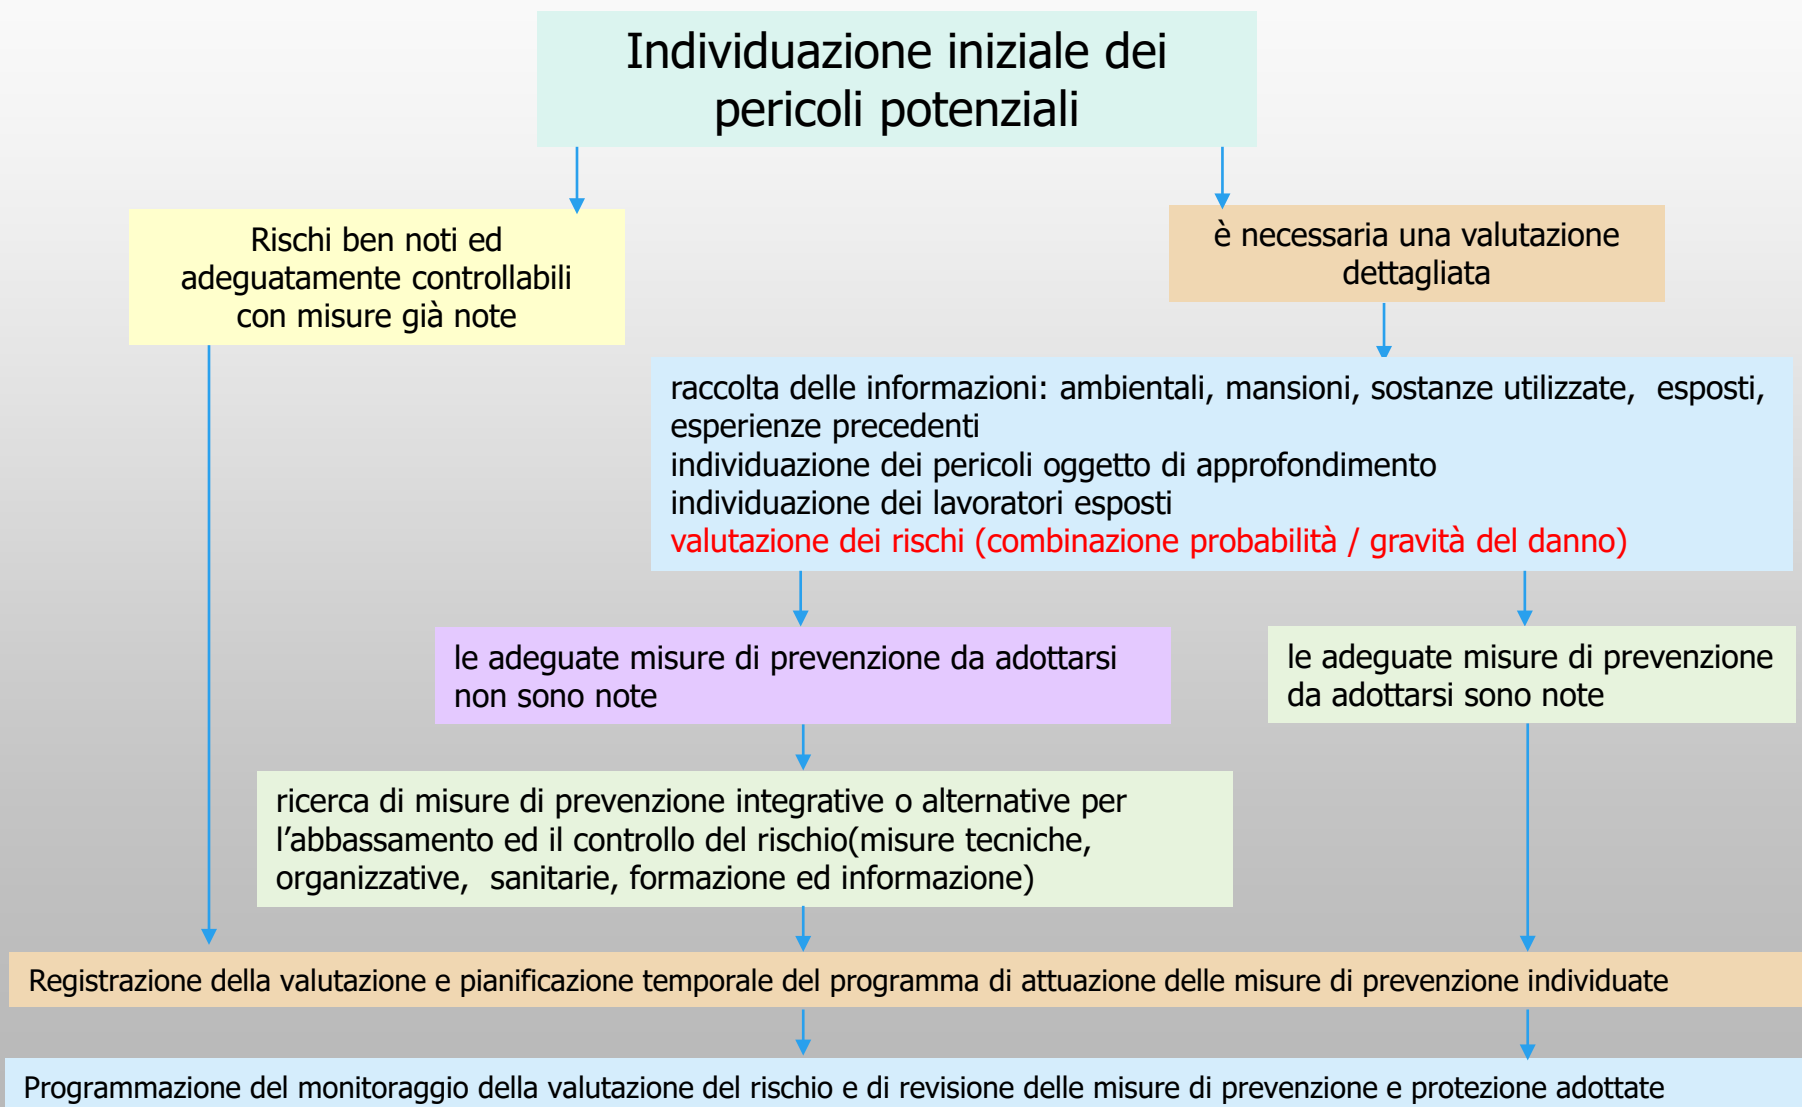 Individuazione iniziale dei
pericoli potenziali
Rischi ben noti ed
adeguatamente controllabili
con misure già note
è necessaria una valutazione
dettagliata
raccolta delle informazioni: ambientali, mansioni, sostanze utilizzate, esposti,
esperienze precedenti
individuazione dei pericoli oggetto di approfondimento
individuazione dei lavoratori esposti
valutazione dei rischi (combinazione probabilità / gravità del danno)
le adeguate misure di prevenzione da adottarsi
non sono note
le adeguate misure di prevenzione
da adottarsi sono note
ricerca di misure di prevenzione integrative o alternative per
l’abbassamento ed il controllo del rischio(misure tecniche,
organizzative, sanitarie, formazione ed informazione)
Registrazione della valutazione e pianificazione temporale del programma di attuazione delle misure di prevenzione individuate
Programmazione del monitoraggio della valutazione del rischio e di revisione delle misure di prevenzione e protezione adottate